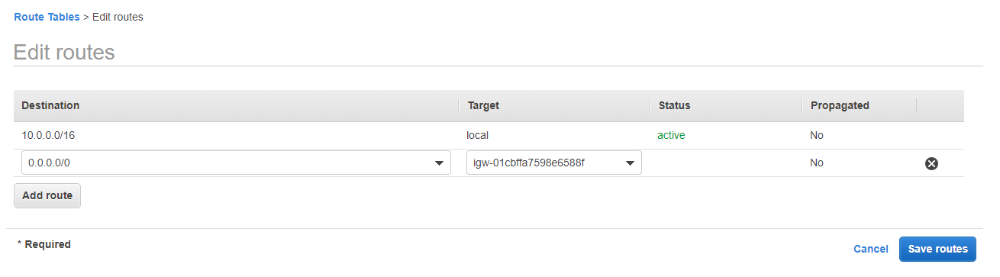 Route Tables > Edit routes
Edit routes
Destination Target Status Propagated
10.0.0.0/16 local active No
0.0.0.0/0 igw-01cbffa7598e6588f No
Add route
* Required
Cancel Save routes